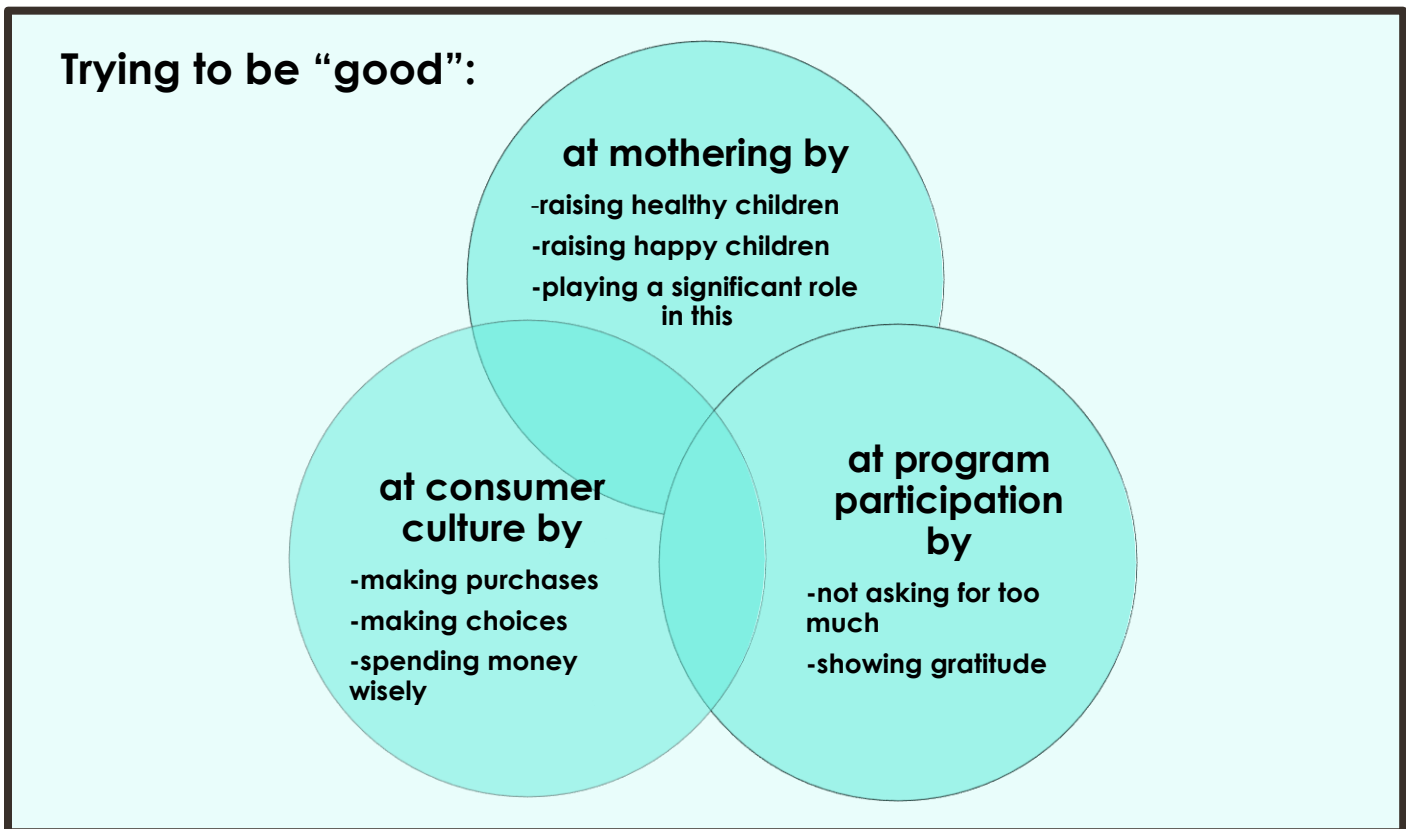 Trying to be “good”:
at mothering by
-raising healthy children
-raising happy children
-playing a significant role
in this
at consumer
culture by
-making purchases
-making choices
-spending money
wisely
at program
participation
by
-not asking for too
much
-showing gratitude